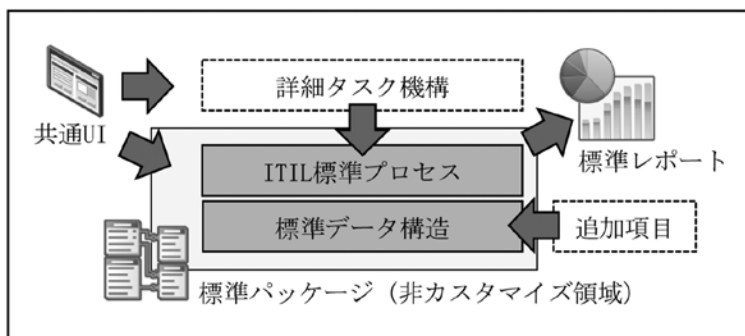 詳細タスク機構
共通UI
ITIL標準プロセス
標準レポート
標準データ構造
追加項目
標準パッケージ（非カスタマイズ領域）